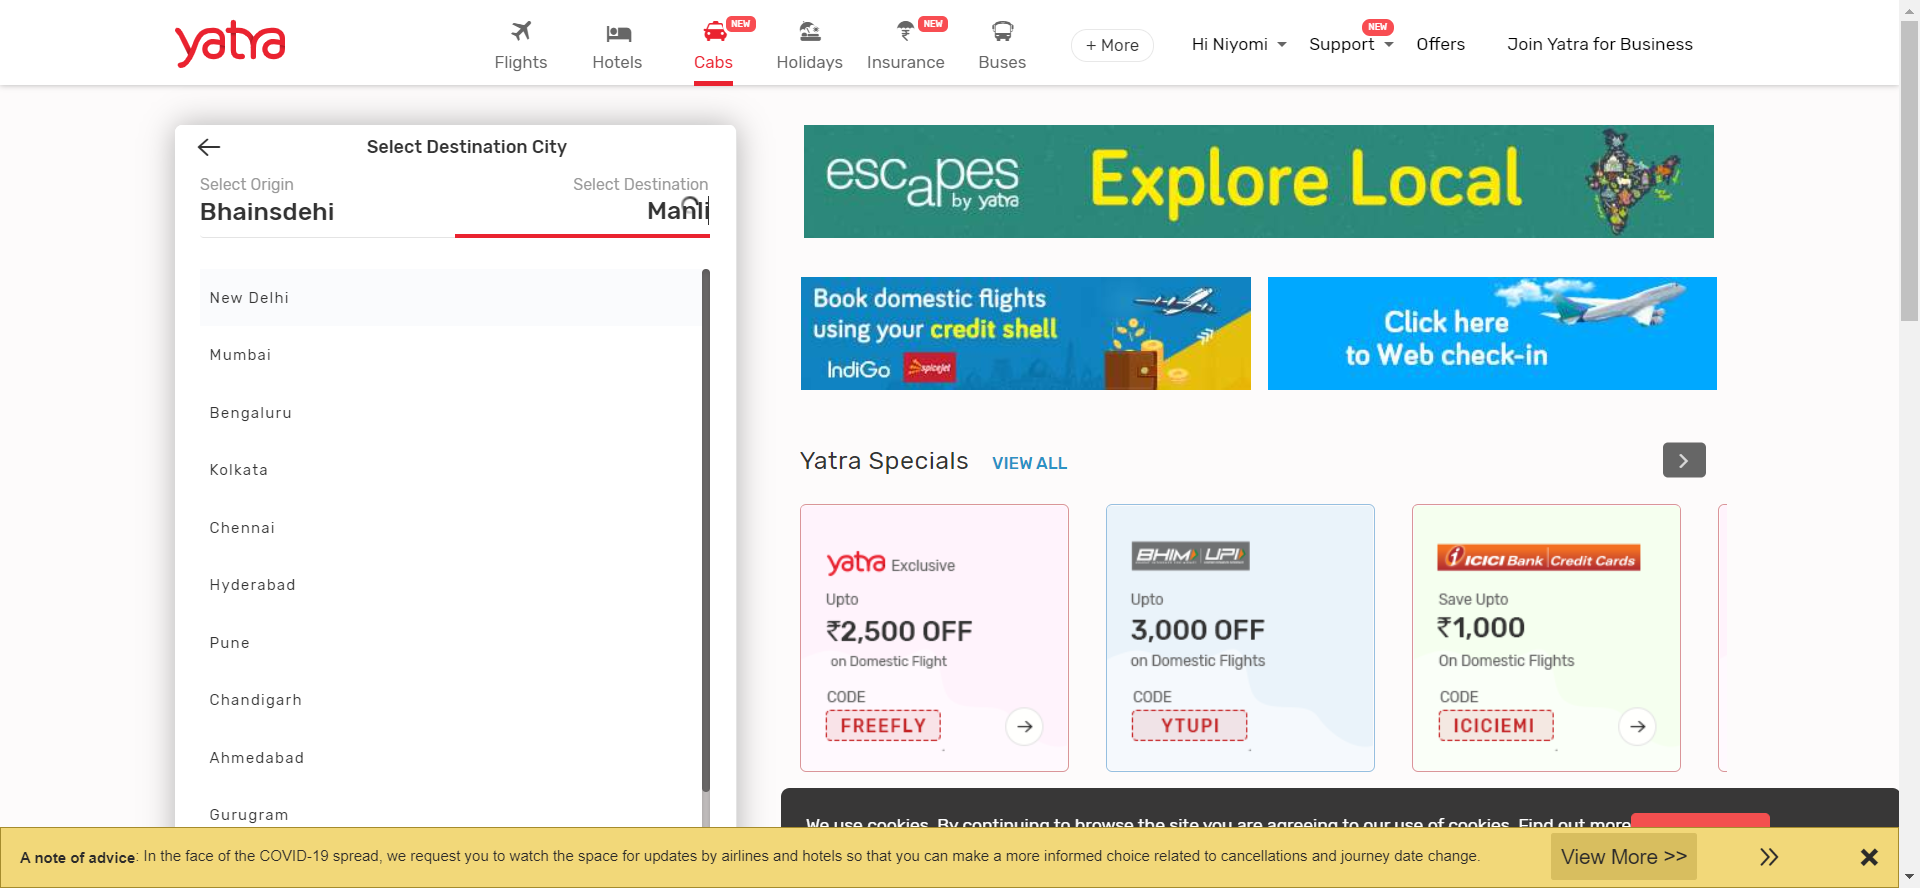 yatra
Flights
Hotels
NEW
Cabs
Holidays
NEW
Insurance
Buses
+ More
Hi Niyomi
NEW
Support
Offers
Join Yatra for Business
Select Destination City
Select Origin
Select Destination
Bhainsdehi
Manli
New Delhi
Mumbai
Bengaluru
Kolkata
Chennai
Hyderabad
Pune
Chandigarh
Ahmedabad
Gurugram
escapes
by yatra
Explore Local
Book domestic flights
using your credit shell
IndiGo
spicejet
Click here
to Web check-in
Yatra Specials
VIEW ALL
yatra Exclusive
Upto
₹2,500 OFF
on Domestic Flight
CODE
FREEFLY
BHIM UPI
Upto
3,000 OFF
on Domestic Flights
CODE
YTUPI
ICICI Bank Credit Cards
Save Upto
₹1,000
On Domestic Flights
CODE
ICICIEMI
We use cookies. By continuing to browse the site you are agreeing to our use of cookies. Find out more
A note of advice: In the face of the COVID-19 spread, we request you to watch the space for updates by airlines and hotels so that you can make a more informed choice related to cancellations and journey date change.
View More >>